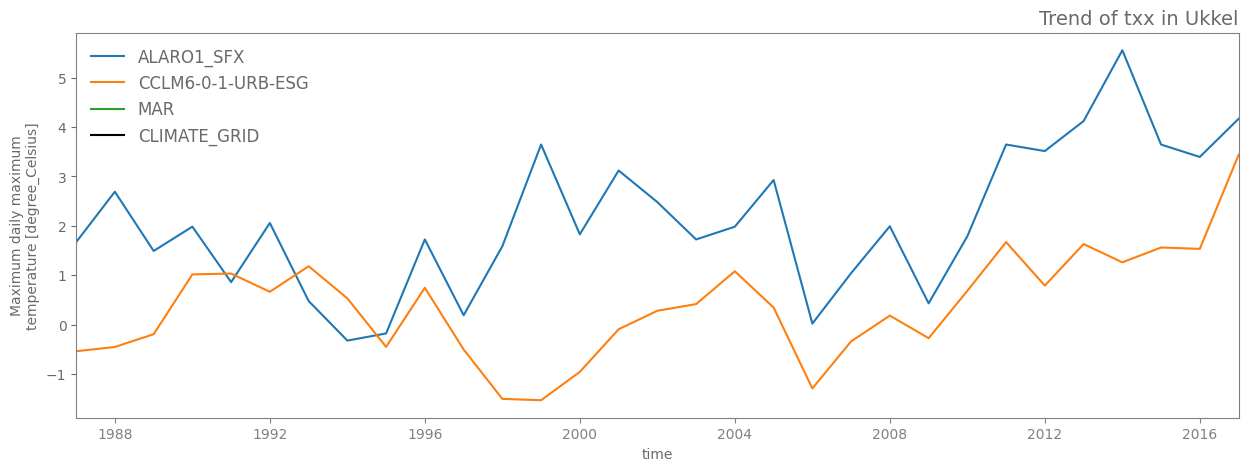 Trend of txx in Ukkel
ALARO1_SFX
CCLM6-0-1-URB-ESG
MAR
CLIMATE_GRID
Maximum daily maximum
temperature [degree_Celsius]
5
4
3
2
1
0
−1
1988 1992 1996 2000 2004 2008 2012 2016
time